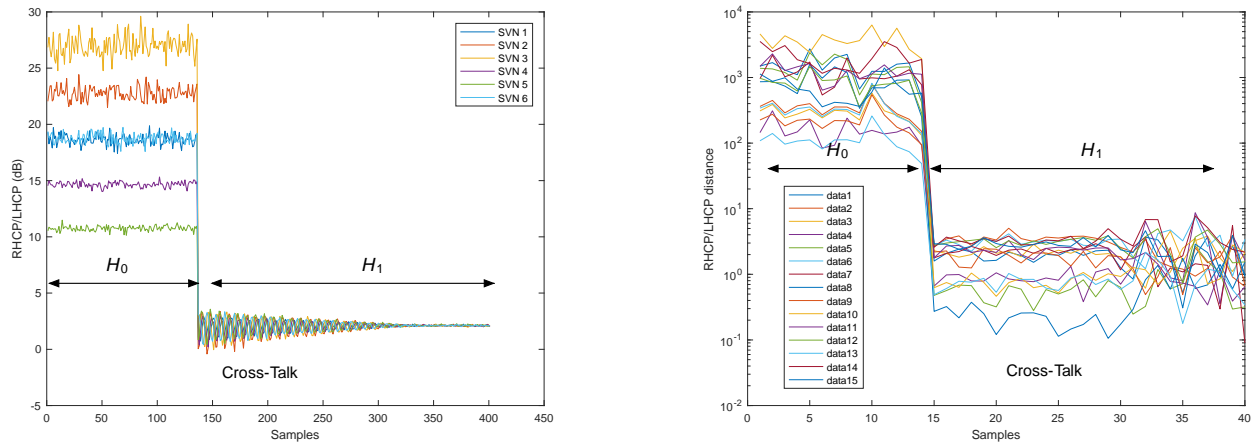 30
25
20
15
10
5
0
-5
RHCP/LHCP (dB)
SVN 1
SVN 2
SVN 3
SVN 4
SVN 5
SVN 6
H0
H1
Cross-Talk
0 50 100 150 200 250 300 350 400 450
Samples
10^4
10^3
10^2
10^1
10^0
10^-1
10^-2
RHCP/LHCP distance
H0
H1
data1
data2
data3
data4
data5
data6
data7
data8
data9
data10
data11
data12
data13
data14
data15
Cross-Talk
0 5 10 15 20 25 30 35 40
Samples